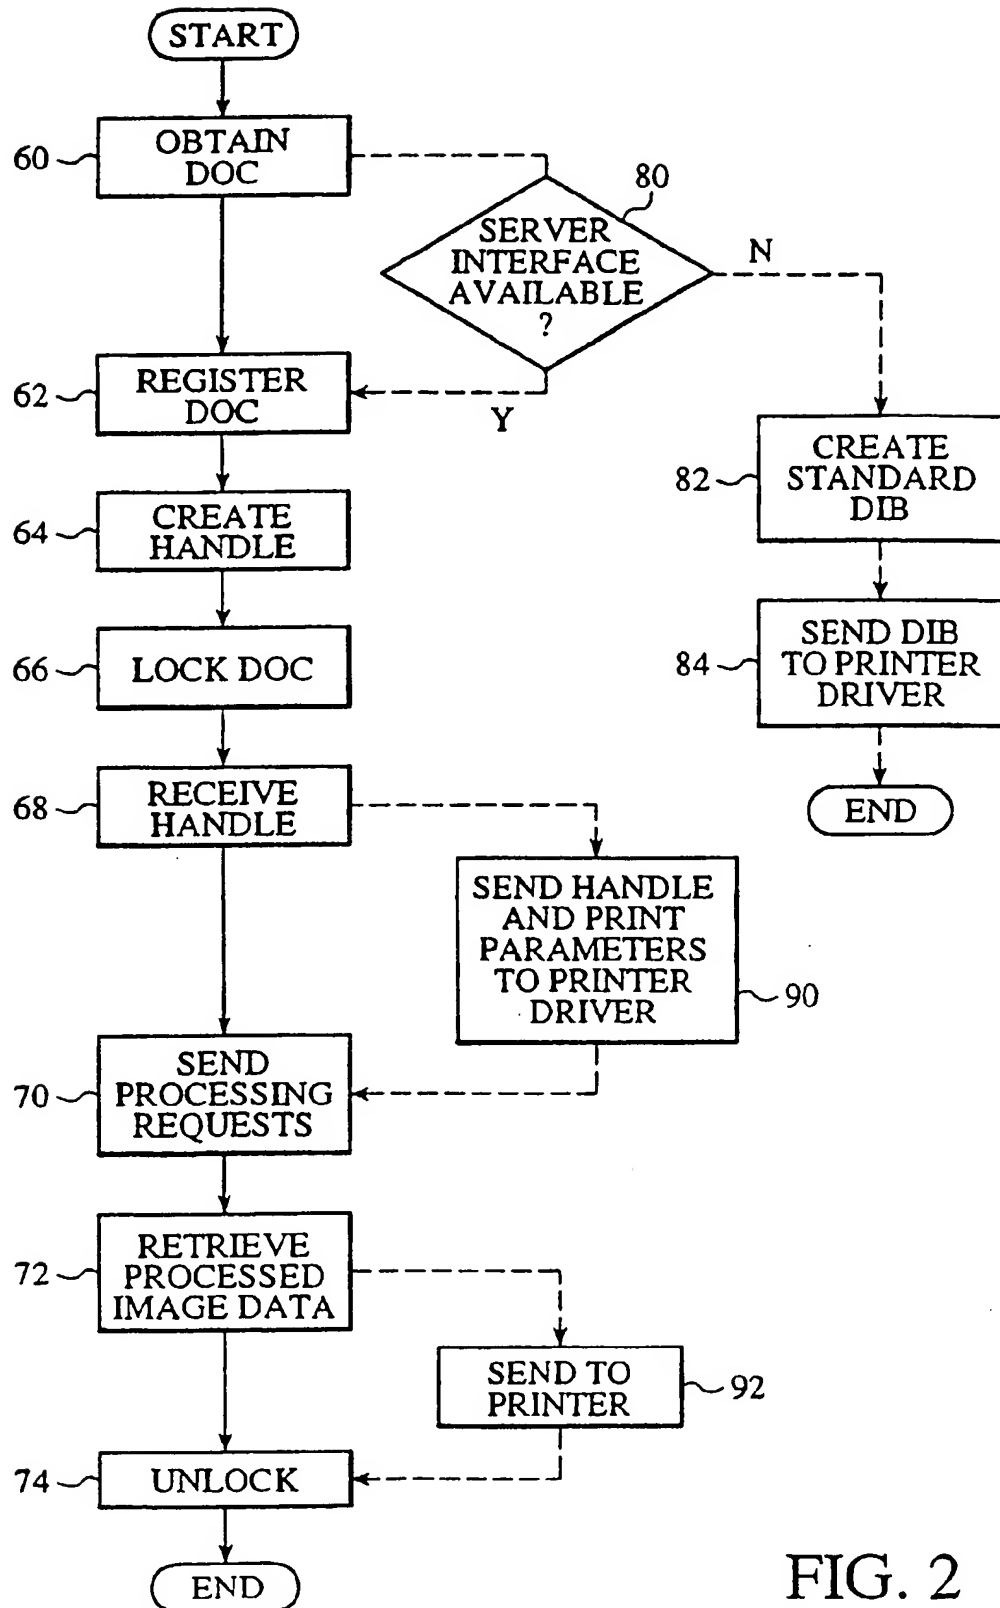 START
60
OBTAIN
DOC
80
SERVER
INTERFACE
AVAILABLE
?
N
Y
62
REGISTER
DOC
82
CREATE
STANDARD
DIB
64
CREATE
HANDLE
84
SEND DIB
TO PRINTER
DRIVER
66
LOCK DOC
END
68
RECEIVE
HANDLE
SEND HANDLE
AND PRINT
PARAMETERS
TO PRINTER
DRIVER
90
70
SEND
PROCESSING
REQUESTS
72
RETRIEVE
PROCESSED
IMAGE DATA
SEND TO
PRINTER
92
74
UNLOCK
END
FIG. 2